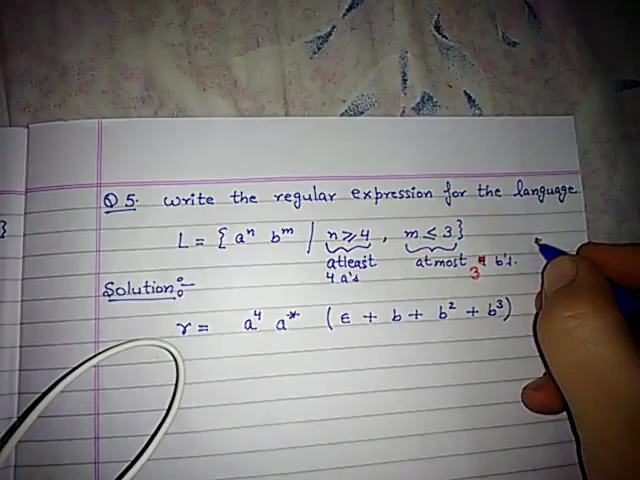 Q 5. Write the regular expression for the language
L = { aⁿ bᵐ | n ≥ 4 , m ≤ 3 }
atleast 4 a's
atmost 3 b's.
Solution:-
r = a⁴ a* (ϵ + b + b² + b³)
}